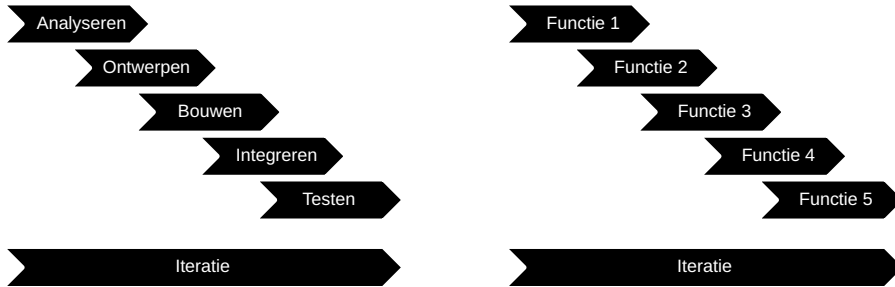 Analyseren
Ontwerpen
Bouwen
Integreren
Testen
Iteratie
Functie 1
Functie 2
Functie 3
Functie 4
Functie 5
Iteratie